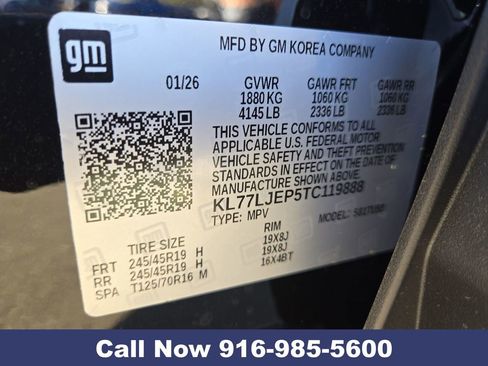 gm
MFD BY GM KOREA COMPANY
01/26 GVWR GAWR FRT GAWR RR
1880 KG 1060 KG 1060 KG
4145 LB 2336 LB 2336 LB
THIS VEHICLE CONFORMS TO ALL
APPLICABLE U.S. FEDERAL MOTOR
VEHICLE SAFETY AND THEFT PREVENTION
STANDARDS IN EFFECT ON THE DATE OF
MANUFACTURE SHOWN ABOVE.
KL77LJEP5TC119888
TYPE: MPV
TIRE SIZE RIM
FRT 245/45R19 H 19X8J
RR 245/45R19 H 19X8J
SPA T125/70R16 M 16X4BT
Call Now 916-985-5600